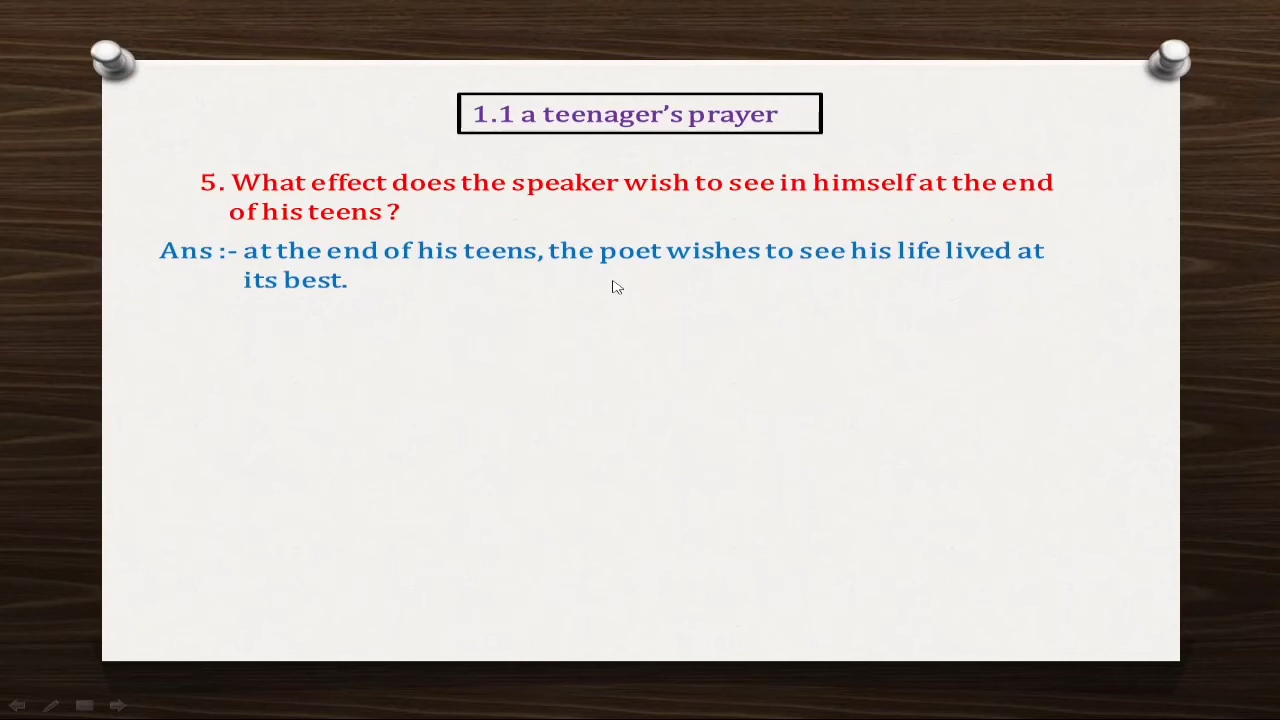 1.1 a teenager’s prayer
5. What effect does the speaker wish to see in himself at the end
of his teens ?
Ans :- at the end of his teens, the poet wishes to see his life lived at
its best.